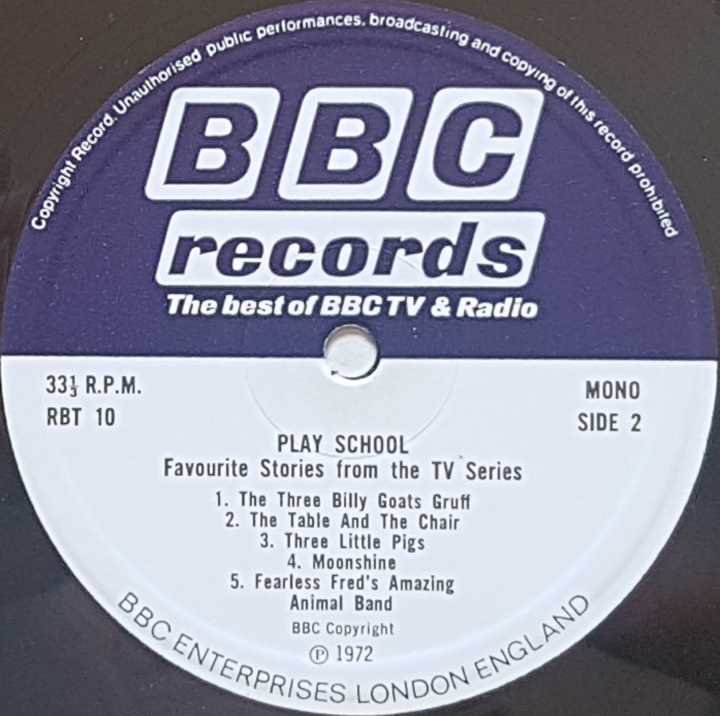 Copyright Record. Unauthorised public performances, broadcasting and copying of this record prohibited
BBC
records
The best of BBC TV & Radio
33⅓ R.P.M.
RBT 10
MONO
SIDE 2
PLAY SCHOOL
Favourite Stories from the TV Series
1. The Three Billy Goats Gruff
2. The Table And The Chair
3. Three Little Pigs
4. Moonshine
5. Fearless Fred's Amazing
Animal Band
BBC Copyright
Ⓟ 1972
BBC ENTERPRISES LONDON ENGLAND